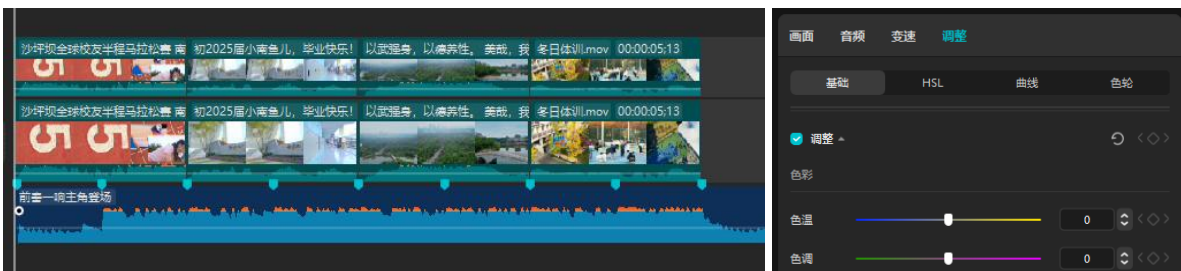 沙坪坝全球校友半程马拉松赛 南
初2025届小南鱼儿，毕业快乐！
以武强身，以德养性。 美哉，我
冬日体训.mov 00:00:05;13
沙坪坝全球校友半程马拉松赛 南
初2025届小南鱼儿，毕业快乐！
以武强身，以德养性。 美哉，我
冬日体训.mov 00:00:05;13
前奏一响主角登场
画面 音频 变速 调整
基础 HSL 曲线 色轮
调整
色彩
色温 0
色调 0